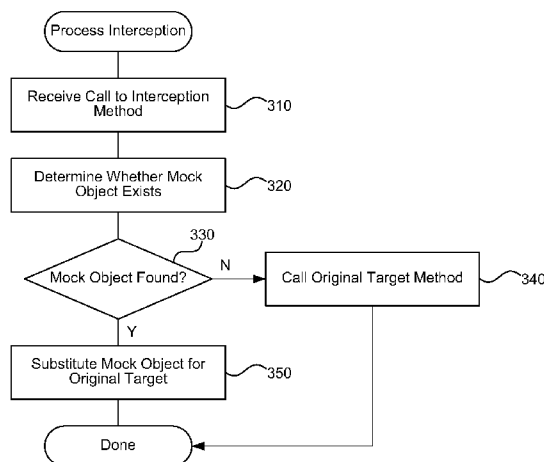 Process Interception
Receive Call to Interception
Method
310
Determine Whether Mock
Object Exists
320
330
Mock Object Found?
N
Call Original Target Method
340
Y
Substitute Mock Object for
Original Target
350
Done